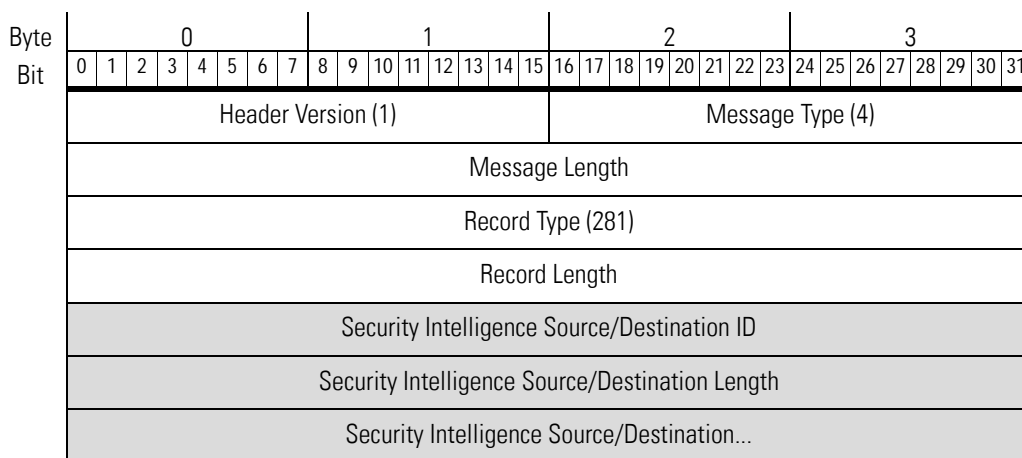 Byte 0 1 2 3
Bit 0 1 2 3 4 5 6 7 8 9 10 11 12 13 14 15 16 17 18 19 20 21 22 23 24 25 26 27 28 29 30 31
Header Version (1) Message Type (4)
Message Length
Record Type (281)
Record Length
Security Intelligence Source/Destination ID
Security Intelligence Source/Destination Length
Security Intelligence Source/Destination...